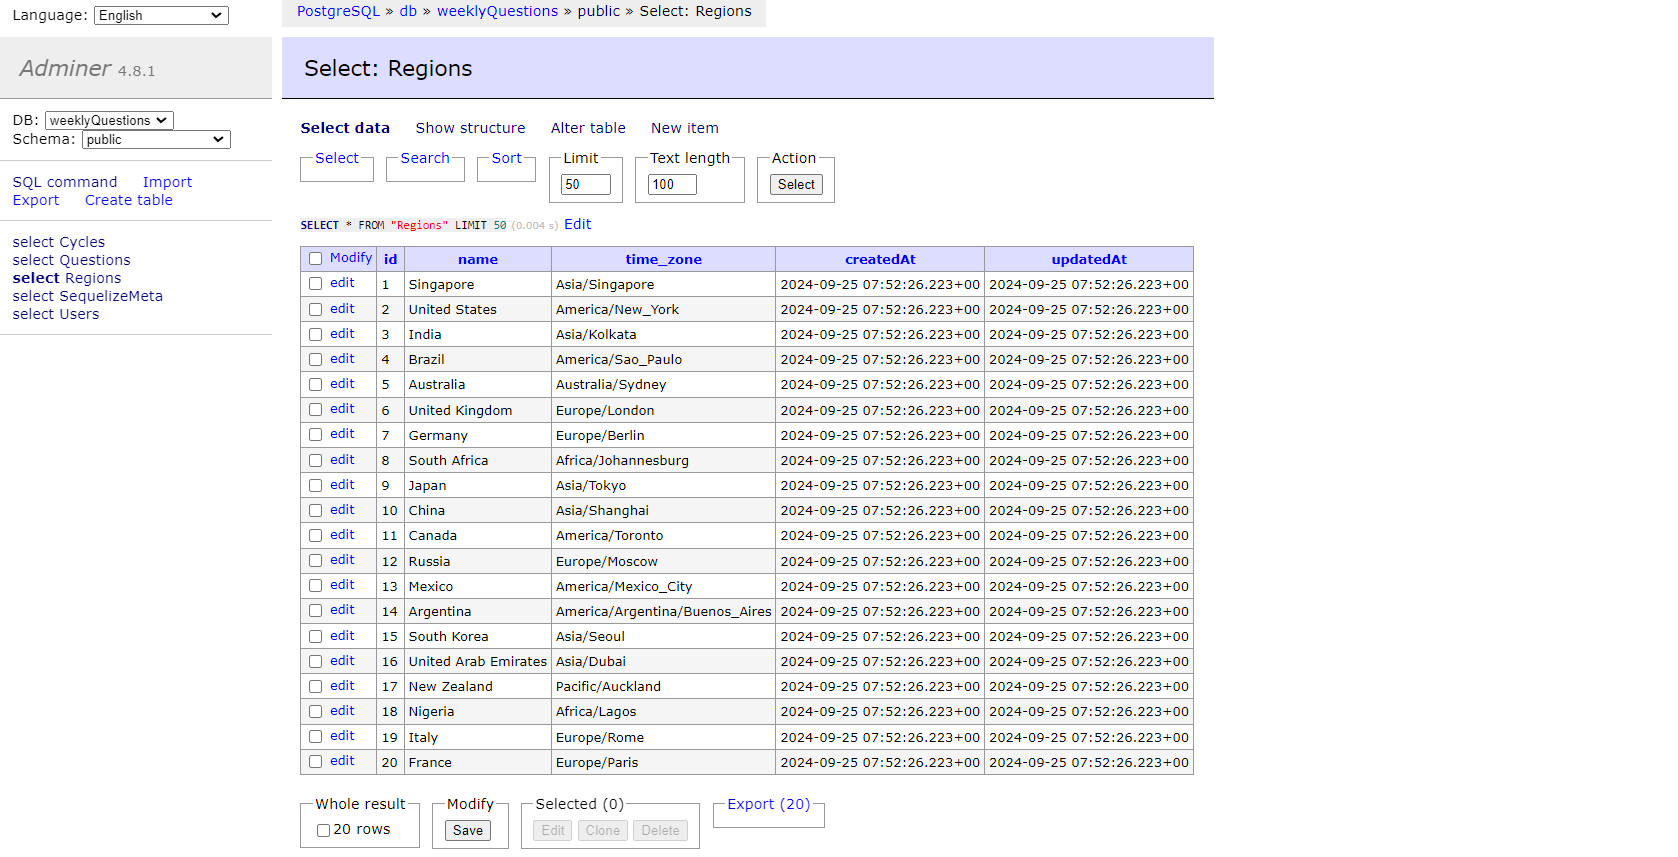 Language: English
PostgreSQL » db » weeklyQuestions » public » Select: Regions
Adminer 4.8.1
Select: Regions
DB: weeklyQuestions
Schema: public
SQL command Import
Export Create table
select Cycles
select Questions
select Regions
select SequelizeMeta
select Users
Select data Show structure Alter table New item
Select Search Sort Limit Text length Action
50 100 Select
SELECT * FROM "Regions" LIMIT 50 (0.004 s) Edit
Modify id name time_zone createdAt updatedAt
edit 1 Singapore Asia/Singapore 2024-09-25 07:52:26.223+00 2024-09-25 07:52:26.223+00
edit 2 United States America/New_York 2024-09-25 07:52:26.223+00 2024-09-25 07:52:26.223+00
edit 3 India Asia/Kolkata 2024-09-25 07:52:26.223+00 2024-09-25 07:52:26.223+00
edit 4 Brazil America/Sao_Paulo 2024-09-25 07:52:26.223+00 2024-09-25 07:52:26.223+00
edit 5 Australia Australia/Sydney 2024-09-25 07:52:26.223+00 2024-09-25 07:52:26.223+00
edit 6 United Kingdom Europe/London 2024-09-25 07:52:26.223+00 2024-09-25 07:52:26.223+00
edit 7 Germany Europe/Berlin 2024-09-25 07:52:26.223+00 2024-09-25 07:52:26.223+00
edit 8 South Africa Africa/Johannesburg 2024-09-25 07:52:26.223+00 2024-09-25 07:52:26.223+00
edit 9 Japan Asia/Tokyo 2024-09-25 07:52:26.223+00 2024-09-25 07:52:26.223+00
edit 10 China Asia/Shanghai 2024-09-25 07:52:26.223+00 2024-09-25 07:52:26.223+00
edit 11 Canada America/Toronto 2024-09-25 07:52:26.223+00 2024-09-25 07:52:26.223+00
edit 12 Russia Europe/Moscow 2024-09-25 07:52:26.223+00 2024-09-25 07:52:26.223+00
edit 13 Mexico America/Mexico_City 2024-09-25 07:52:26.223+00 2024-09-25 07:52:26.223+00
edit 14 Argentina America/Argentina/Buenos_Aires 2024-09-25 07:52:26.223+00 2024-09-25 07:52:26.223+00
edit 15 South Korea Asia/Seoul 2024-09-25 07:52:26.223+00 2024-09-25 07:52:26.223+00
edit 16 United Arab Emirates Asia/Dubai 2024-09-25 07:52:26.223+00 2024-09-25 07:52:26.223+00
edit 17 New Zealand Pacific/Auckland 2024-09-25 07:52:26.223+00 2024-09-25 07:52:26.223+00
edit 18 Nigeria Africa/Lagos 2024-09-25 07:52:26.223+00 2024-09-25 07:52:26.223+00
edit 19 Italy Europe/Rome 2024-09-25 07:52:26.223+00 2024-09-25 07:52:26.223+00
edit 20 France Europe/Paris 2024-09-25 07:52:26.223+00 2024-09-25 07:52:26.223+00
Whole result Modify Selected (0) Export (20)
20 rows Save Edit Clone Delete